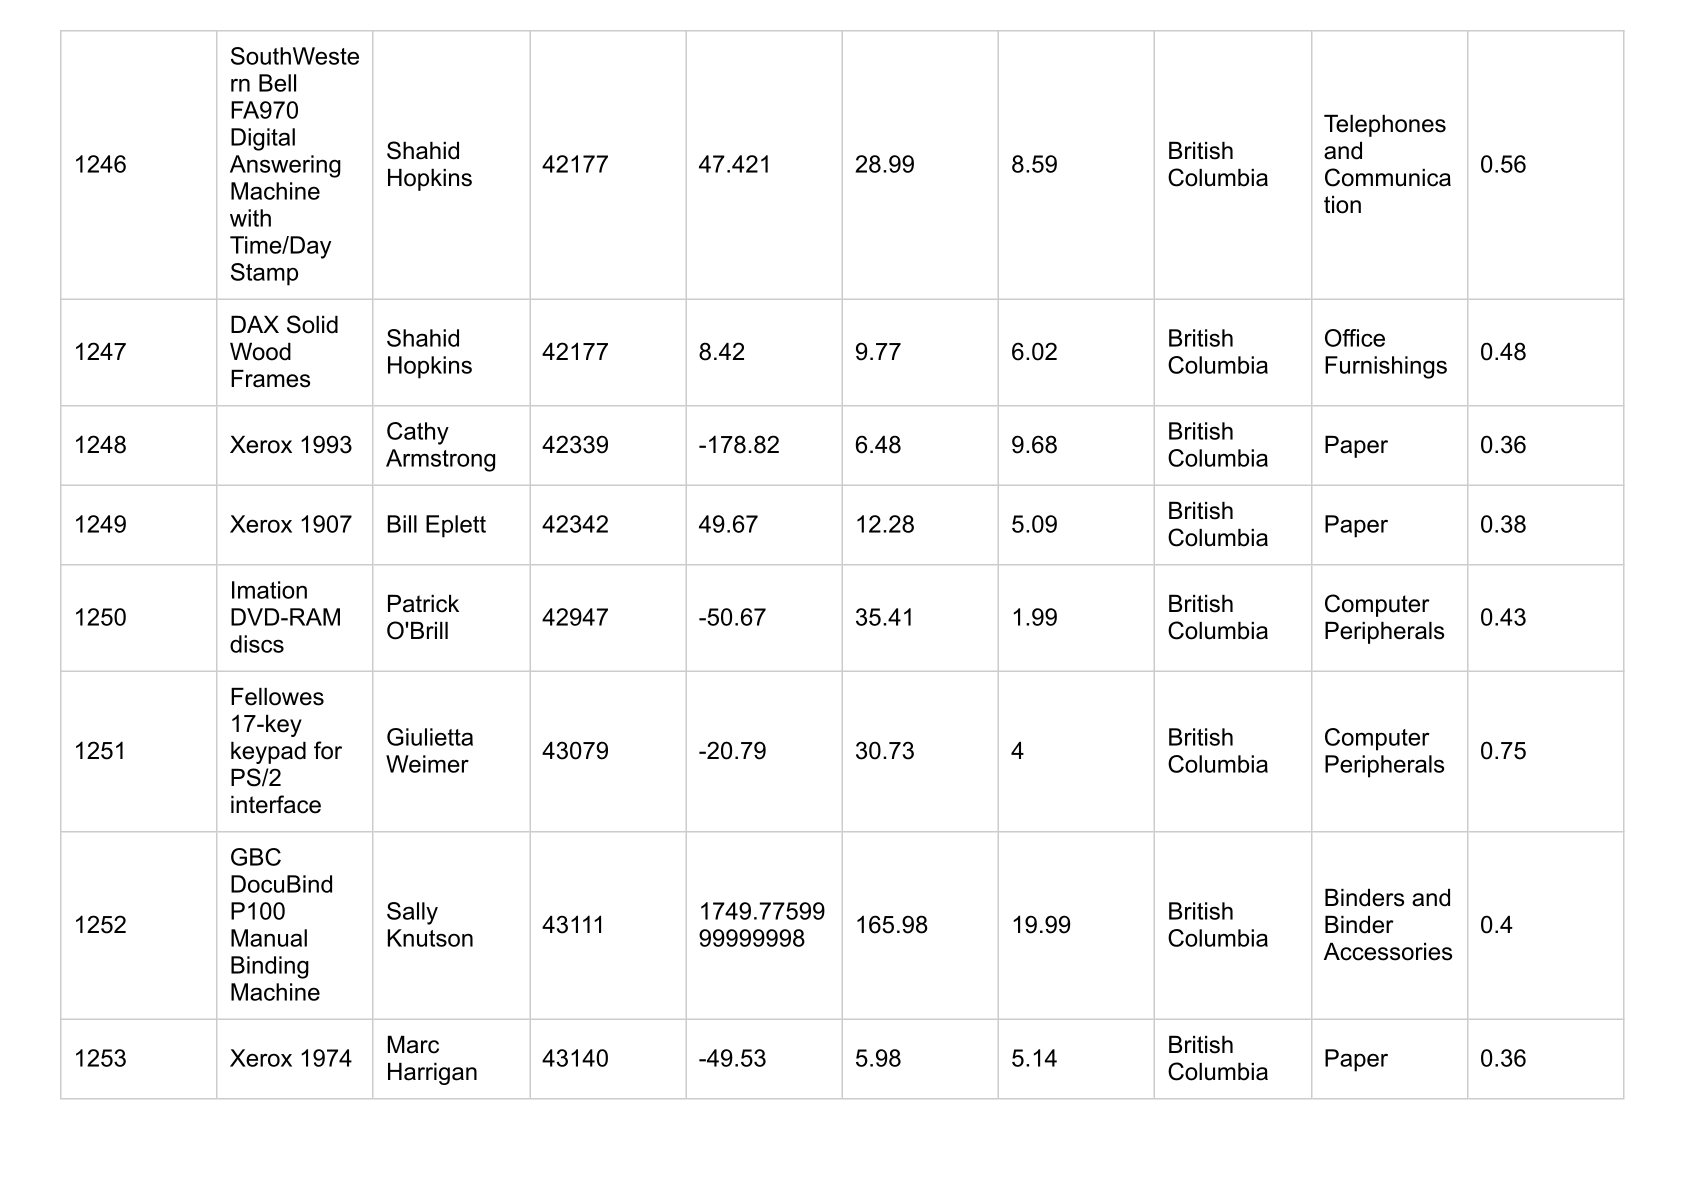 1246
SouthWeste
rn Bell
FA970
Digital
Answering
Machine
with
Time/Day
Stamp
Shahid
Hopkins
42177
47.421
28.99
8.59
British
Columbia
Telephones
and
Communica
tion
0.56
1247
DAX Solid
Wood
Frames
Shahid
Hopkins
42177
8.42
9.77
6.02
British
Columbia
Office
Furnishings
0.48
1248
Xerox 1993
Cathy
Armstrong
42339
-178.82
6.48
9.68
British
Columbia
Paper
0.36
1249
Xerox 1907
Bill Eplett
42342
49.67
12.28
5.09
British
Columbia
Paper
0.38
1250
Imation
DVD-RAM
discs
Patrick
O'Brill
42947
-50.67
35.41
1.99
British
Columbia
Computer
Peripherals
0.43
1251
Fellowes
17-key
keypad for
PS/2
interface
Giulietta
Weimer
43079
-20.79
30.73
4
British
Columbia
Computer
Peripherals
0.75
1252
GBC
DocuBind
P100
Manual
Binding
Machine
Sally
Knutson
43111
1749.77599
99999998
165.98
19.99
British
Columbia
Binders and
Binder
Accessories
0.4
1253
Xerox 1974
Marc
Harrigan
43140
-49.53
5.98
5.14
British
Columbia
Paper
0.36